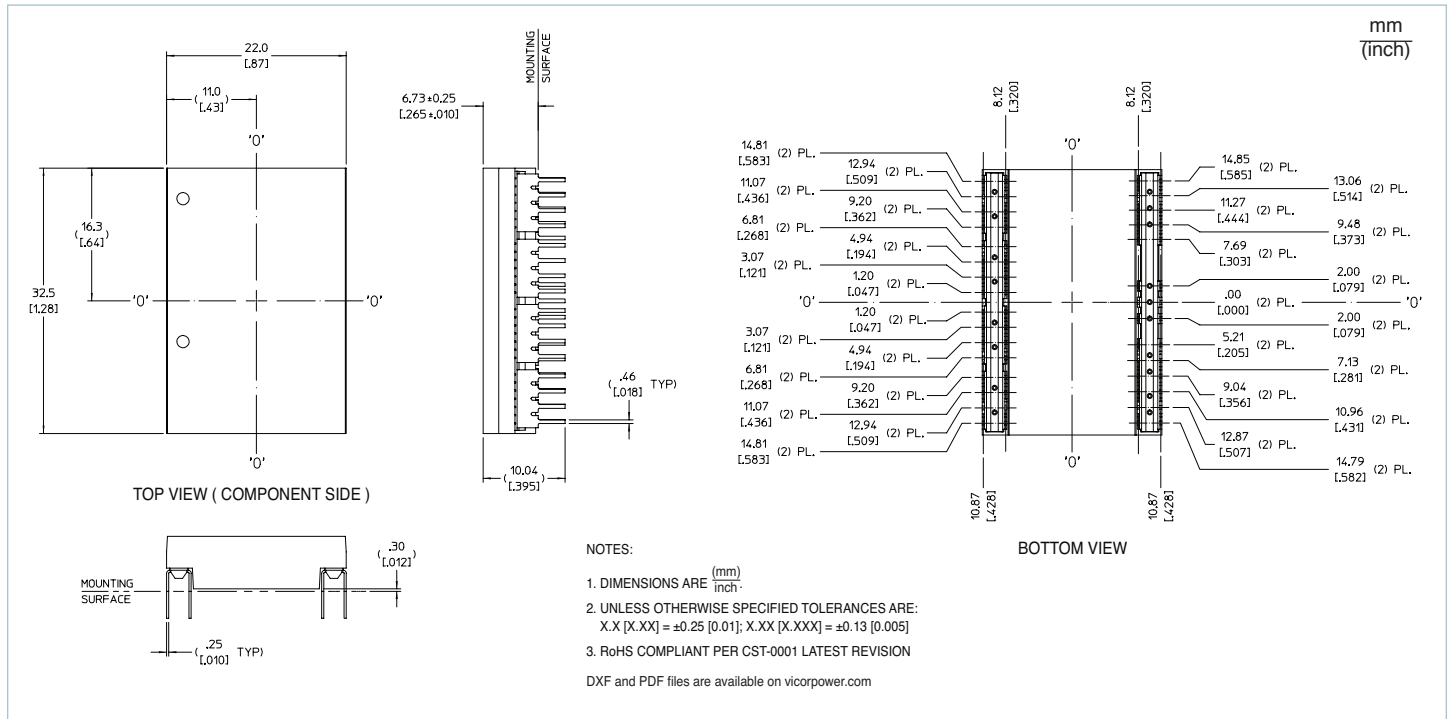 mm
(inch)
22.0
[.87]
( 11.0 )
[.43]
'0'
16.3
( [.64] )
32.5
[1.28]
'0'
'0'
'0'
TOP VIEW ( COMPONENT SIDE )
MOUNTING
SURFACE
6.73 ±0.25
[.265 ±.010]
( .46 TYP)
[.018]
( 10.04 )
[.395]
8.12
[.320]
8.12
[.320]
'0'
14.81
[.583] (2) PL.
12.94
[.509] (2) PL.
11.07
[.436] (2) PL.
9.20
[.362] (2) PL.
6.81
[.268] (2) PL.
4.94
[.194] (2) PL.
3.07
[.121] (2) PL.
1.20
[.047] (2) PL.
'0'
1.20
[.047] (2) PL.
3.07
[.121] (2) PL.
4.94
[.194] (2) PL.
6.81
[.268] (2) PL.
9.20
[.362] (2) PL.
11.07
[.436] (2) PL.
12.94
[.509] (2) PL.
14.81
[.583] (2) PL.
14.85
[.585] (2) PL.
13.06
[.514] (2) PL.
11.27
[.444] (2) PL.
9.48
[.373] (2) PL.
7.69
[.303] (2) PL.
2.00
[.079] (2) PL.
.00
[.000] (2) PL.
'0'
2.00
[.079] (2) PL.
5.21
[.205] (2) PL.
7.13
[.281] (2) PL.
9.04
[.356] (2) PL.
10.96
[.431] (2) PL.
12.87
[.507] (2) PL.
14.79
[.582] (2) PL.
'0'
10.87
[.428]
10.87
[.428]
BOTTOM VIEW
MOUNTING
SURFACE
( .30 )
[.012]
( .25 TYP)
[.010]
NOTES:
1. DIMENSIONS ARE (mm)
inch.
2. UNLESS OTHERWISE SPECIFIED TOLERANCES ARE:
X.X [X.XX] = ±0.25 [0.01]; X.XX [X.XXX] = ±0.13 [0.005]
3. RoHS COMPLIANT PER CST-0001 LATEST REVISION
DXF and PDF files are available on vicorpower.com